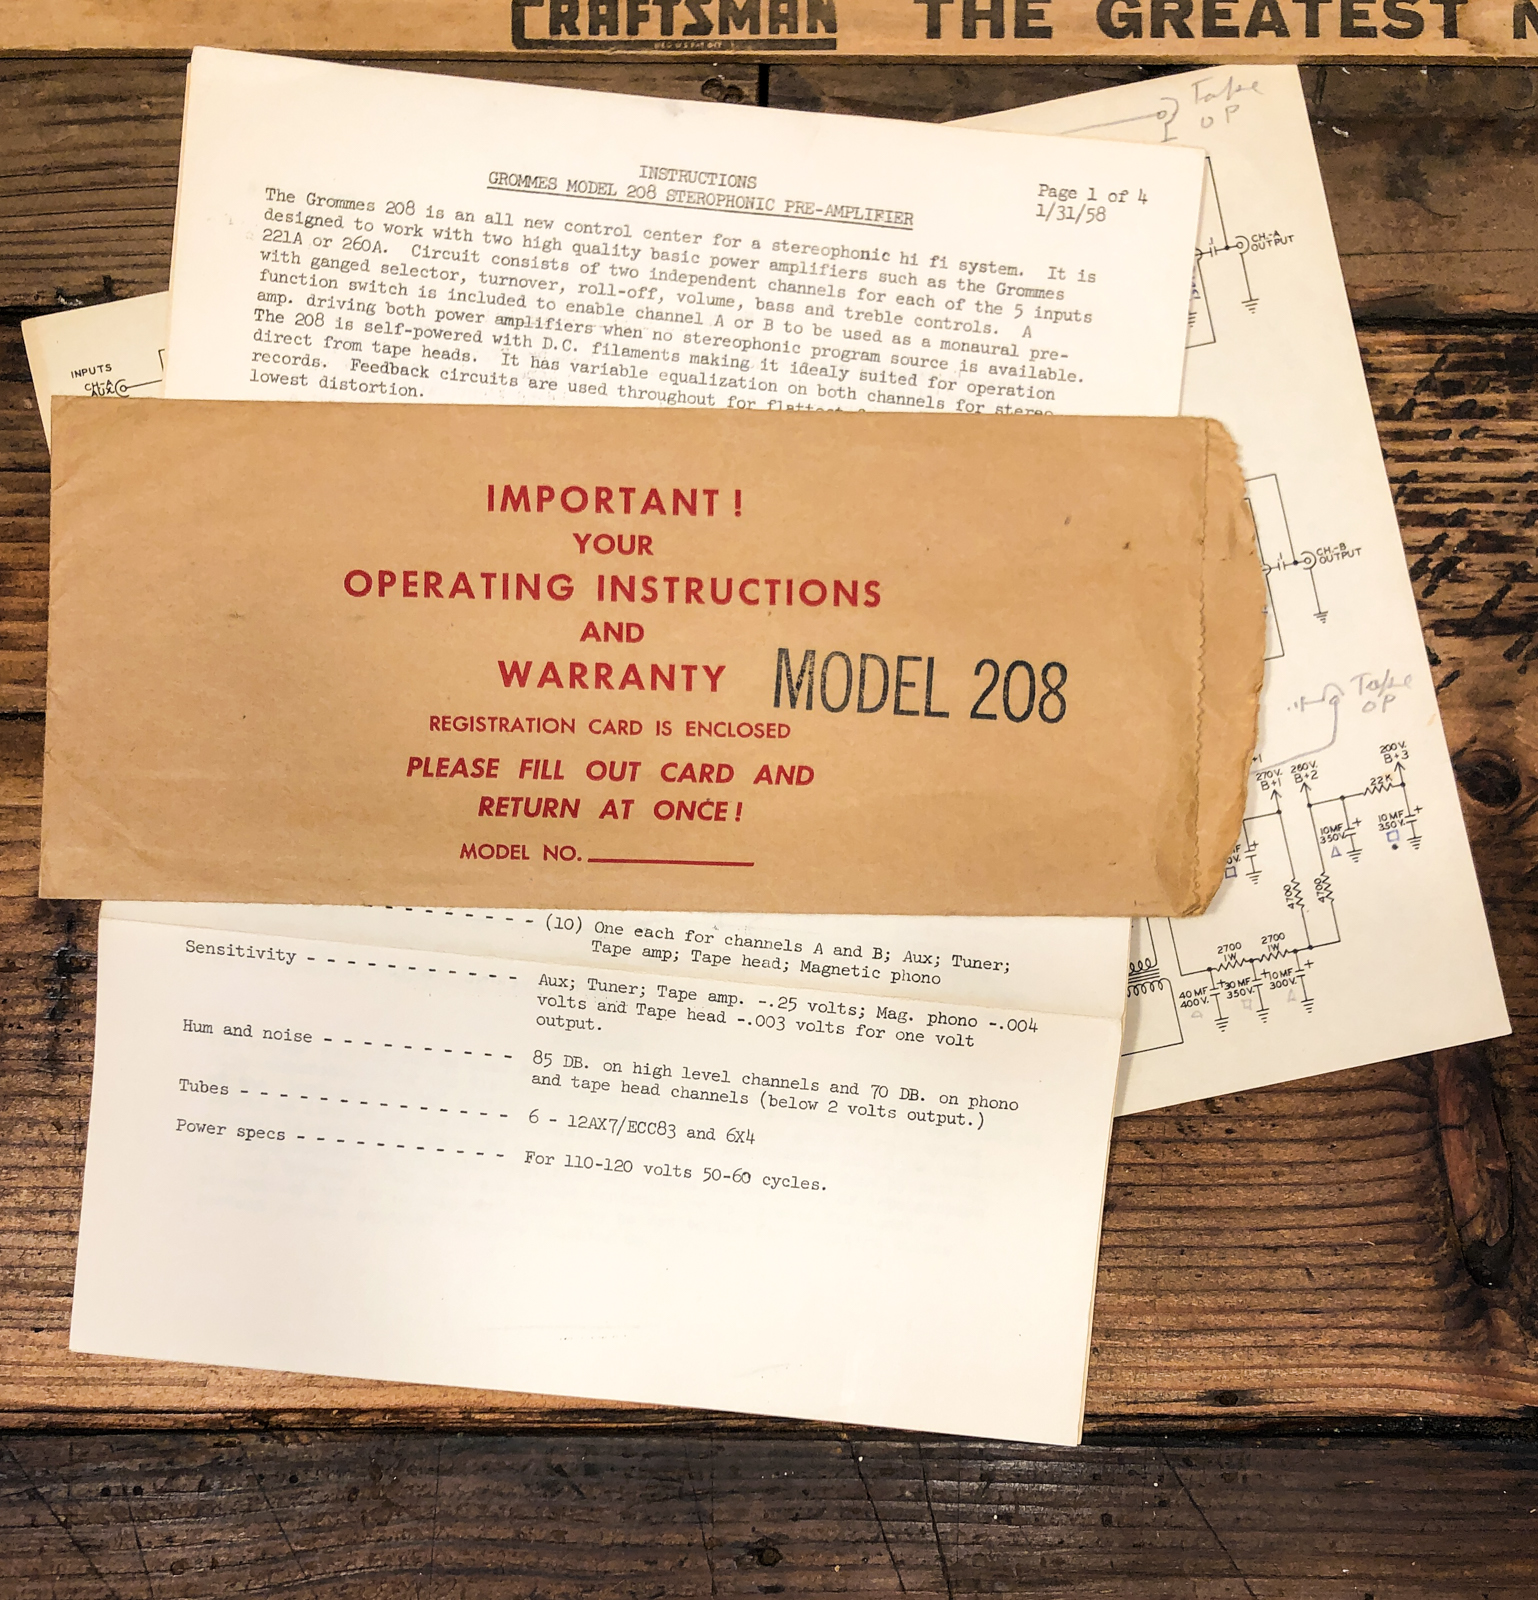 CRAFTSMAN THE GREATEST
Tape
OP
INSTRUCTIONS
GROMMES MODEL 208 STEROPHONIC PRE-AMPLIFIER
Page 1 of 4
1/31/58
The Grommes 208 is an all new control center for a stereophonic hi fi system. It is
designed to work with two high quality basic power amplifiers such as the Grommes
221A or 260A. Circuit consists of two independent channels for each of the 5 inputs
with ganged selector, turnover, roll-off, volume, bass and treble controls. A
function switch is included to enable channel A or B to be used as a monaural pre-
amp. driving both power amplifiers when no stereophonic program source is available.
The 208 is self-powered with D.C. filaments making it idealy suited for operation
direct from tape heads. It has variable equalization on both channels for stereo
records. Feedback circuits are used throughout for flattest
lowest distortion.
CH.-A
OUTPUT
INPUTS
CH-A
AUX
IMPORTANT!
YOUR
OPERATING INSTRUCTIONS
AND
WARRANTY
MODEL 208
REGISTRATION CARD IS ENCLOSED
PLEASE FILL OUT CARD AND
RETURN AT ONCE!
MODEL NO.
CH.-B
OUTPUT
Tape
OP
270V.
B+1
260V.
B+2
200V.
B+3
22K
10MF
350V.
10MF
350V.
4700
4700
2700
1W
2700
1W
40MF
400V.
30MF
350V.
10MF
300V.
- - - - - - - (10) One each for channels A and B; Aux; Tuner;
Tape amp; Tape head; Magnetic phono
Sensitivity - - - - - - - - - - - Aux; Tuner; Tape amp. -.25 volts; Mag. phono -.004
volts and Tape head -.003 volts for one volt
output.
Hum and noise - - - - - - - - - - 85 DB. on high level channels and 70 DB. on phono
and tape head channels (below 2 volts output.)
Tubes - - - - - - - - - - - - - - 6 - 12AX7/ECC83 and 6X4
Power specs - - - - - - - - - - - For 110-120 volts 50-60 cycles.